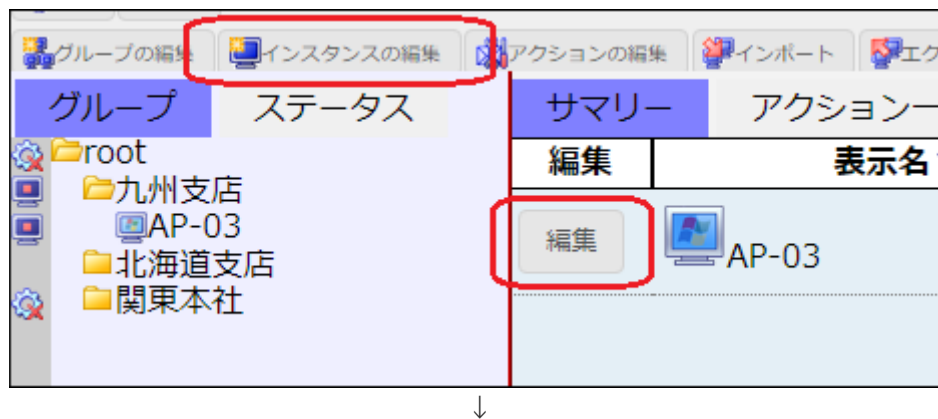 グループの編集 インスタンスの編集 アクションの編集 インポート エク
グループ ステータス サマリー アクション一
root 編集 表示名
九州支店
AP-03 編集 AP-03
北海道支店
関東本社
↓